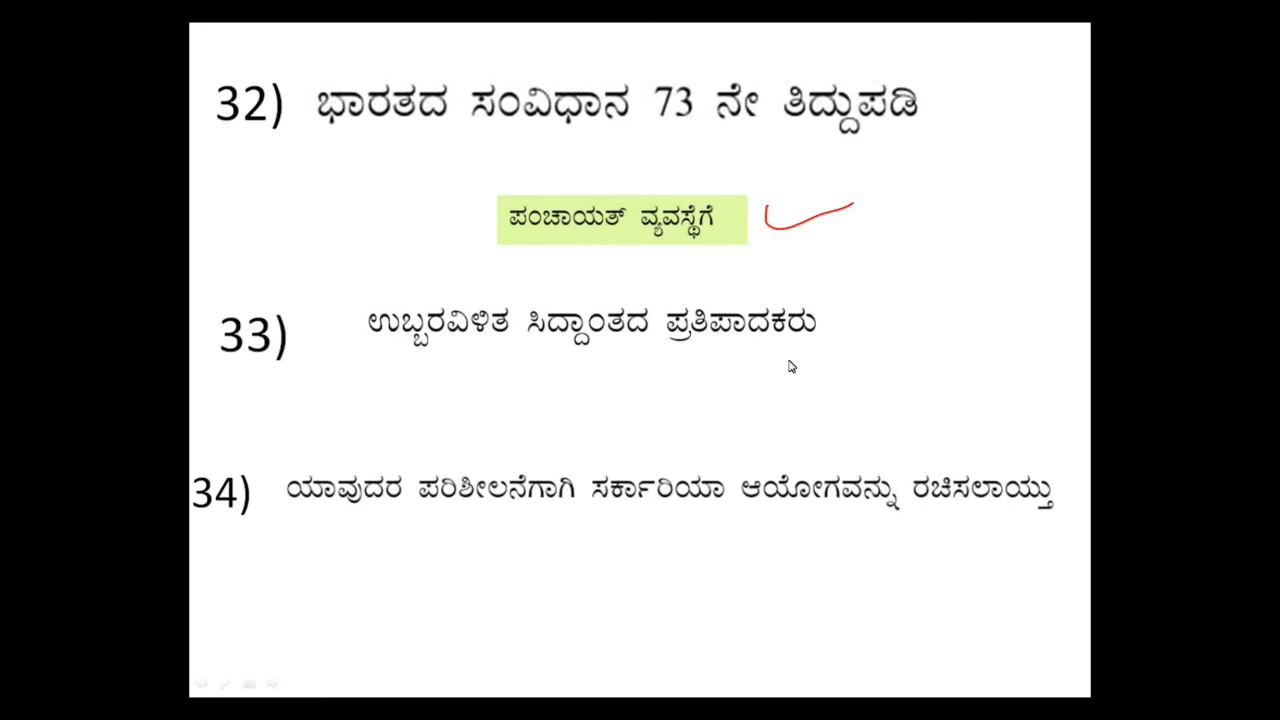 32) ಭಾರತದ ಸಂವಿಧಾನ 73 ನೇ ತಿದ್ದುಪಡಿ
ಪಂಚಾಯತ್ ವ್ಯವಸ್ಥೆಗೆ
33) ಉಬ್ಬರವಿಳಿತ ಸಿದ್ದಾಂತದ ಪ್ರತಿಪಾದಕರು
34) ಯಾವುದರ ಪರಿಶೀಲನೆಗಾಗಿ ಸರ್ಕಾರಿಯಾ ಆಯೋಗವನ್ನು ರಚಿಸಲಾಯ್ತು